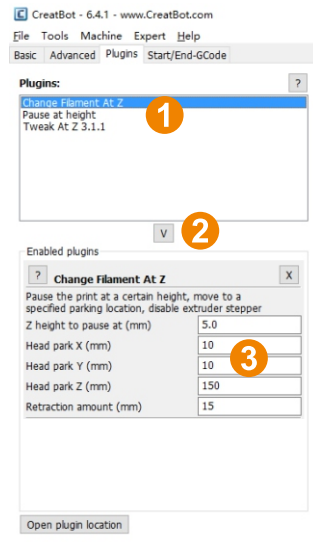 CreatBot - 6.4.1 - www.CreatBot.com
File Tools Machine Expert Help
Basic Advanced Plugins Start/End-GCode
Plugins: ?
Change Filament At Z
Pause at height
Tweak At Z 3.1.1
1
V 2
Enabled plugins
? Change Filament At Z X
Pause the print at a certain height, move to a
specified parking location, disable extruder stepper
Z height to pause at (mm) 5.0
Head park X (mm) 10
Head park Y (mm) 10
3
Head park Z (mm) 150
Retraction amount (mm) 15
Open plugin location